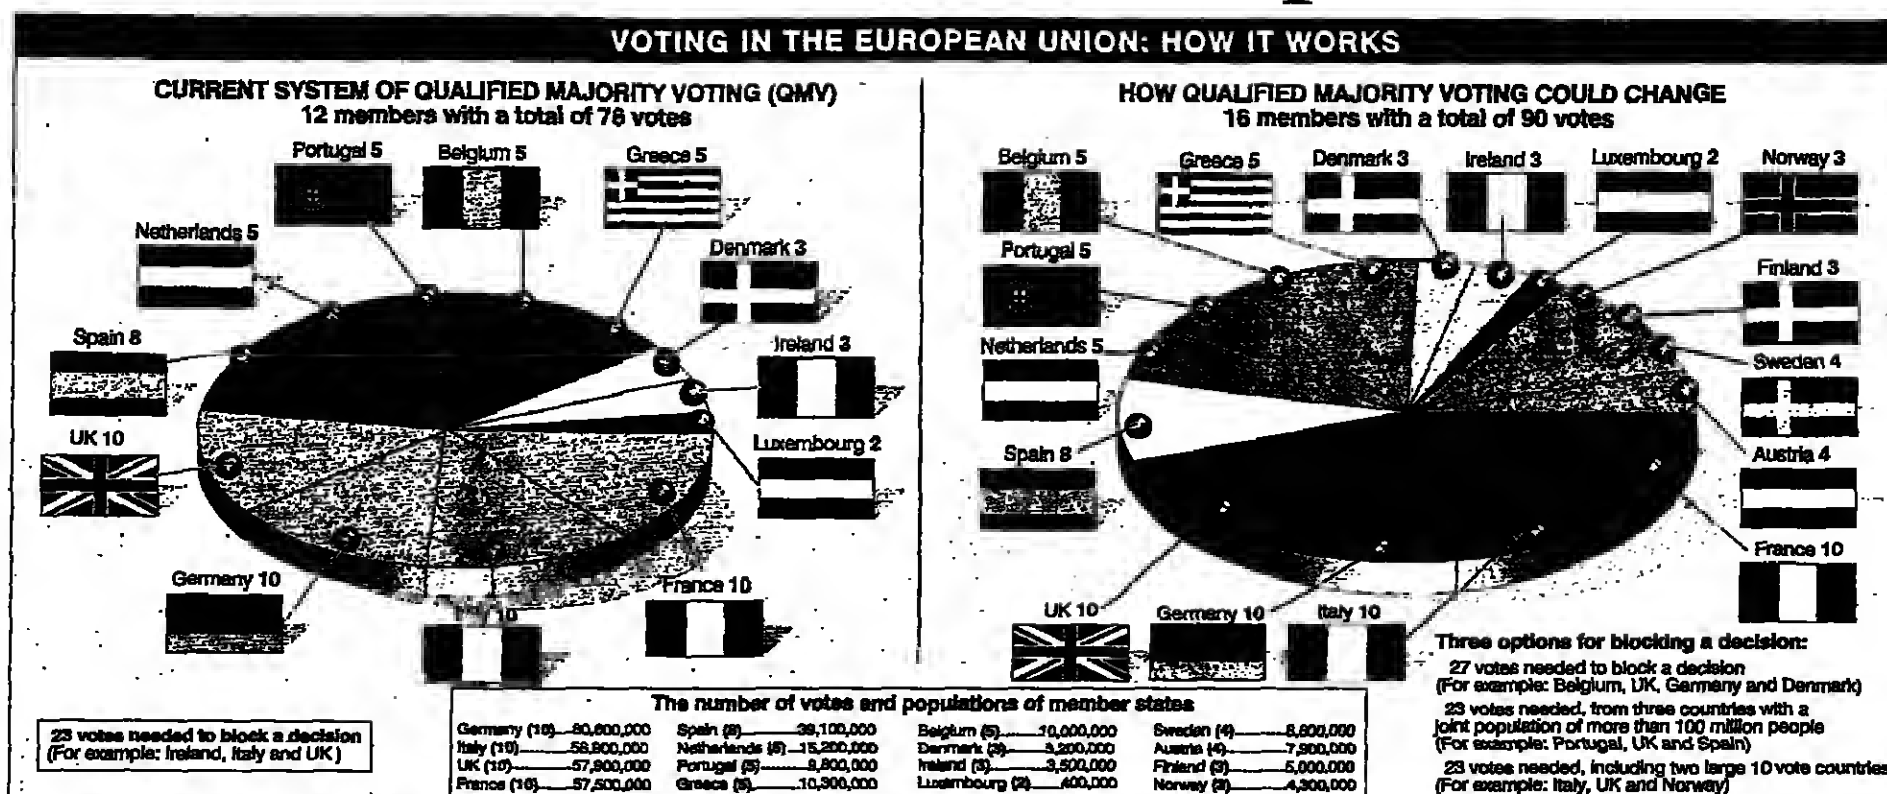 VOTING IN THE EUROPEAN UNION: HOW IT WORKS
CURRENT SYSTEM OF QUALIFIED MAJORITY VOTING (QMV)
12 members with a total of 76 votes
Portugal 5
Belgium 5
Greece 5
Netherlands 5
Denmark 3
Spain 8
Ireland 3
UK 10
Luxembourg 2
Germany 10
10
France 10
23 votes needed to block a decision
(For example: Ireland, Italy and UK)
HOW QUALIFIED MAJORITY VOTING COULD CHANGE
16 members with a total of 90 votes
Belgium 5
Greece 5
Denmark 3
Ireland 3
Luxembourg 2
Norway 3
Portugal 5
Finland 3
Netherlands 5
Sweden 4
Spain 8
Austria 4
France 10
UK 10
Germany 10
Italy 10
Three options for blocking a decision:
27 votes needed to block a decision
(For example: Belgium, UK, Germany and Denmark)
23 votes needed, from three countries with a
joint population of more than 100 million people
(For example: Portugal, UK and Spain)
23 votes needed, including two large 10 vote countries
(For example: Italy, UK and Norway)
The number of votes and populations of member states
Germany (10) 80,600,000 Spain (8) 39,100,000 Belgium (5) 10,000,000 Sweden (4) 8,600,000
Italy (10) Netherlands (5) 15,200,000 Denmark (3) Austria (4) 7,900,000
UK (10) 57,900,000 Portugal (5) 9,800,000 Ireland (3) 3,500,000 Finland (3) 5,000,000
France (10) 57,500,000 Greece (5) 10,300,000 Luxembourg (2) 400,000 Norway (3) 4,300,000